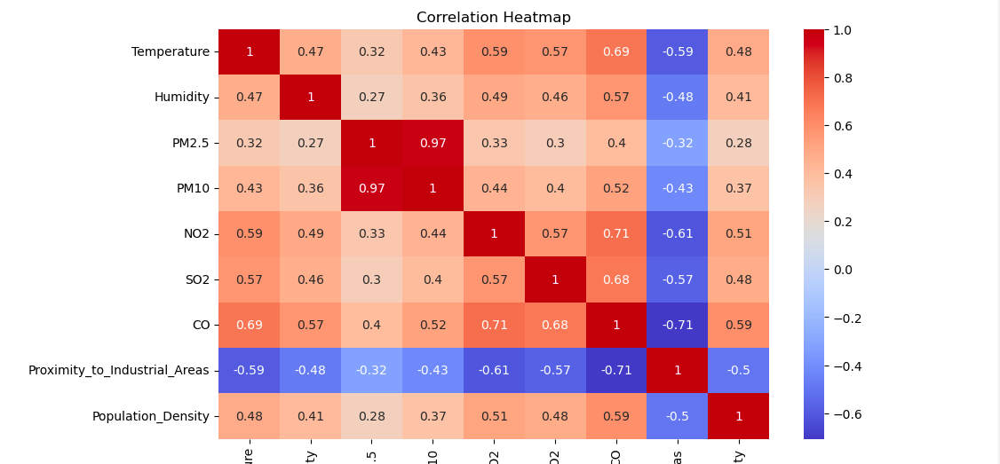 Correlation Heatmap
Temperature 1 0.47 0.32 0.43 0.59 0.57 0.69 -0.59 0.48
Humidity 0.47 1 0.27 0.36 0.49 0.46 0.57 -0.48 0.41
PM2.5 0.32 0.27 1 0.97 0.33 0.3 0.4 -0.32 0.28
PM10 0.43 0.36 0.97 1 0.44 0.4 0.52 -0.43 0.37
NO2 0.59 0.49 0.33 0.44 1 0.57 0.71 -0.61 0.51
SO2 0.57 0.46 0.3 0.4 0.57 1 0.68 -0.57 0.48
CO 0.69 0.57 0.4 0.52 0.71 0.68 1 -0.71 0.59
Proximity_to_Industrial_Areas -0.59 -0.48 -0.32 -0.43 -0.61 -0.57 -0.71 1 -0.5
Population_Density 0.48 0.41 0.28 0.37 0.51 0.48 0.59 -0.5 1
ure
ty
.5
10
O2
O2
CO
as
ty
1.0
0.8
0.6
0.4
0.2
0.0
−0.2
−0.4
−0.6